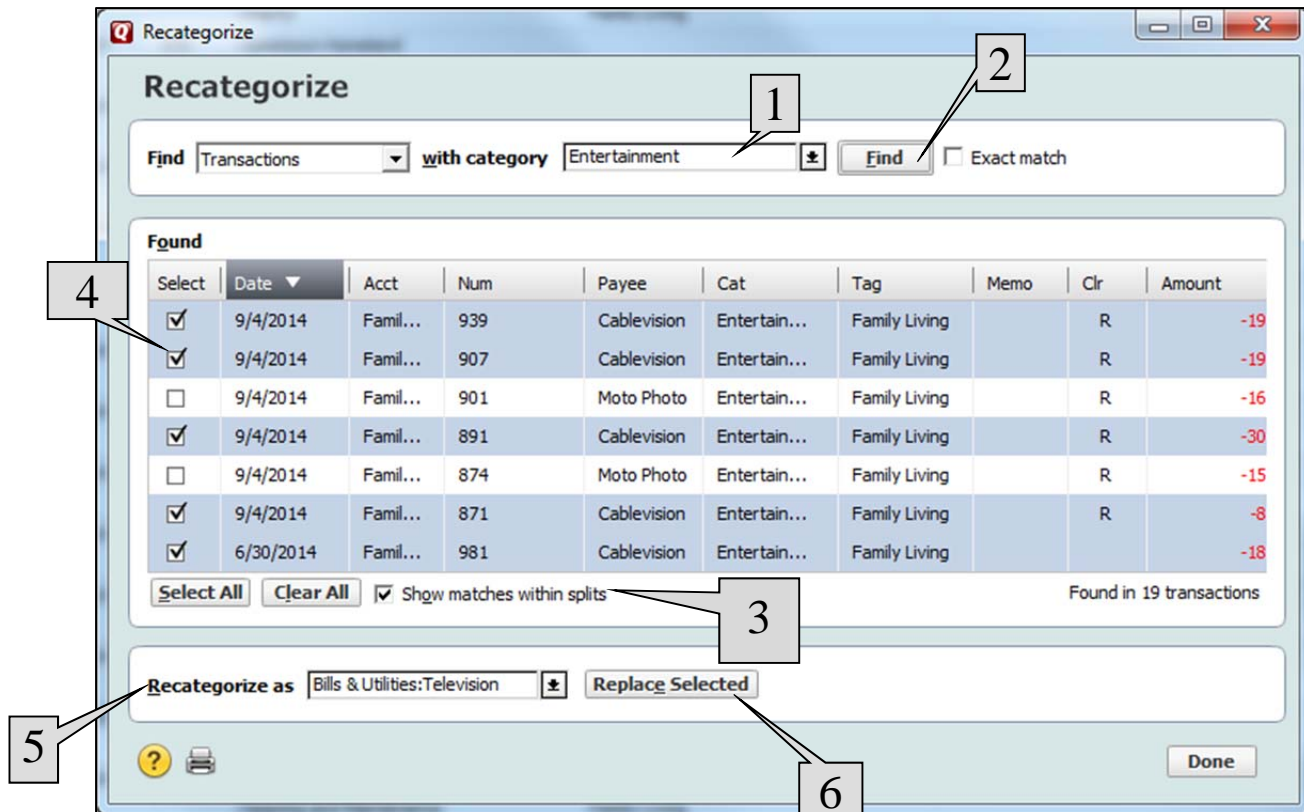 Recategorize
Recategorize
2
1
Find Transactions with category Entertainment Find Exact match
Found
4
Select Date Acct Num Payee Cat Tag Memo Clr Amount
9/4/2014 Famil... 939 Cablevision Entertain... Family Living R -19
9/4/2014 Famil... 907 Cablevision Entertain... Family Living R -19
9/4/2014 Famil... 901 Moto Photo Entertain... Family Living R -16
9/4/2014 Famil... 891 Cablevision Entertain... Family Living R -30
9/4/2014 Famil... 874 Moto Photo Entertain... Family Living R -15
9/4/2014 Famil... 871 Cablevision Entertain... Family Living R -8
6/30/2014 Famil... 981 Cablevision Entertain... Family Living -18
Select All Clear All Show matches within splits Found in 19 transactions
3
Recategorize as Bills & Utilities:Television Replace Selected
5
? Done
6